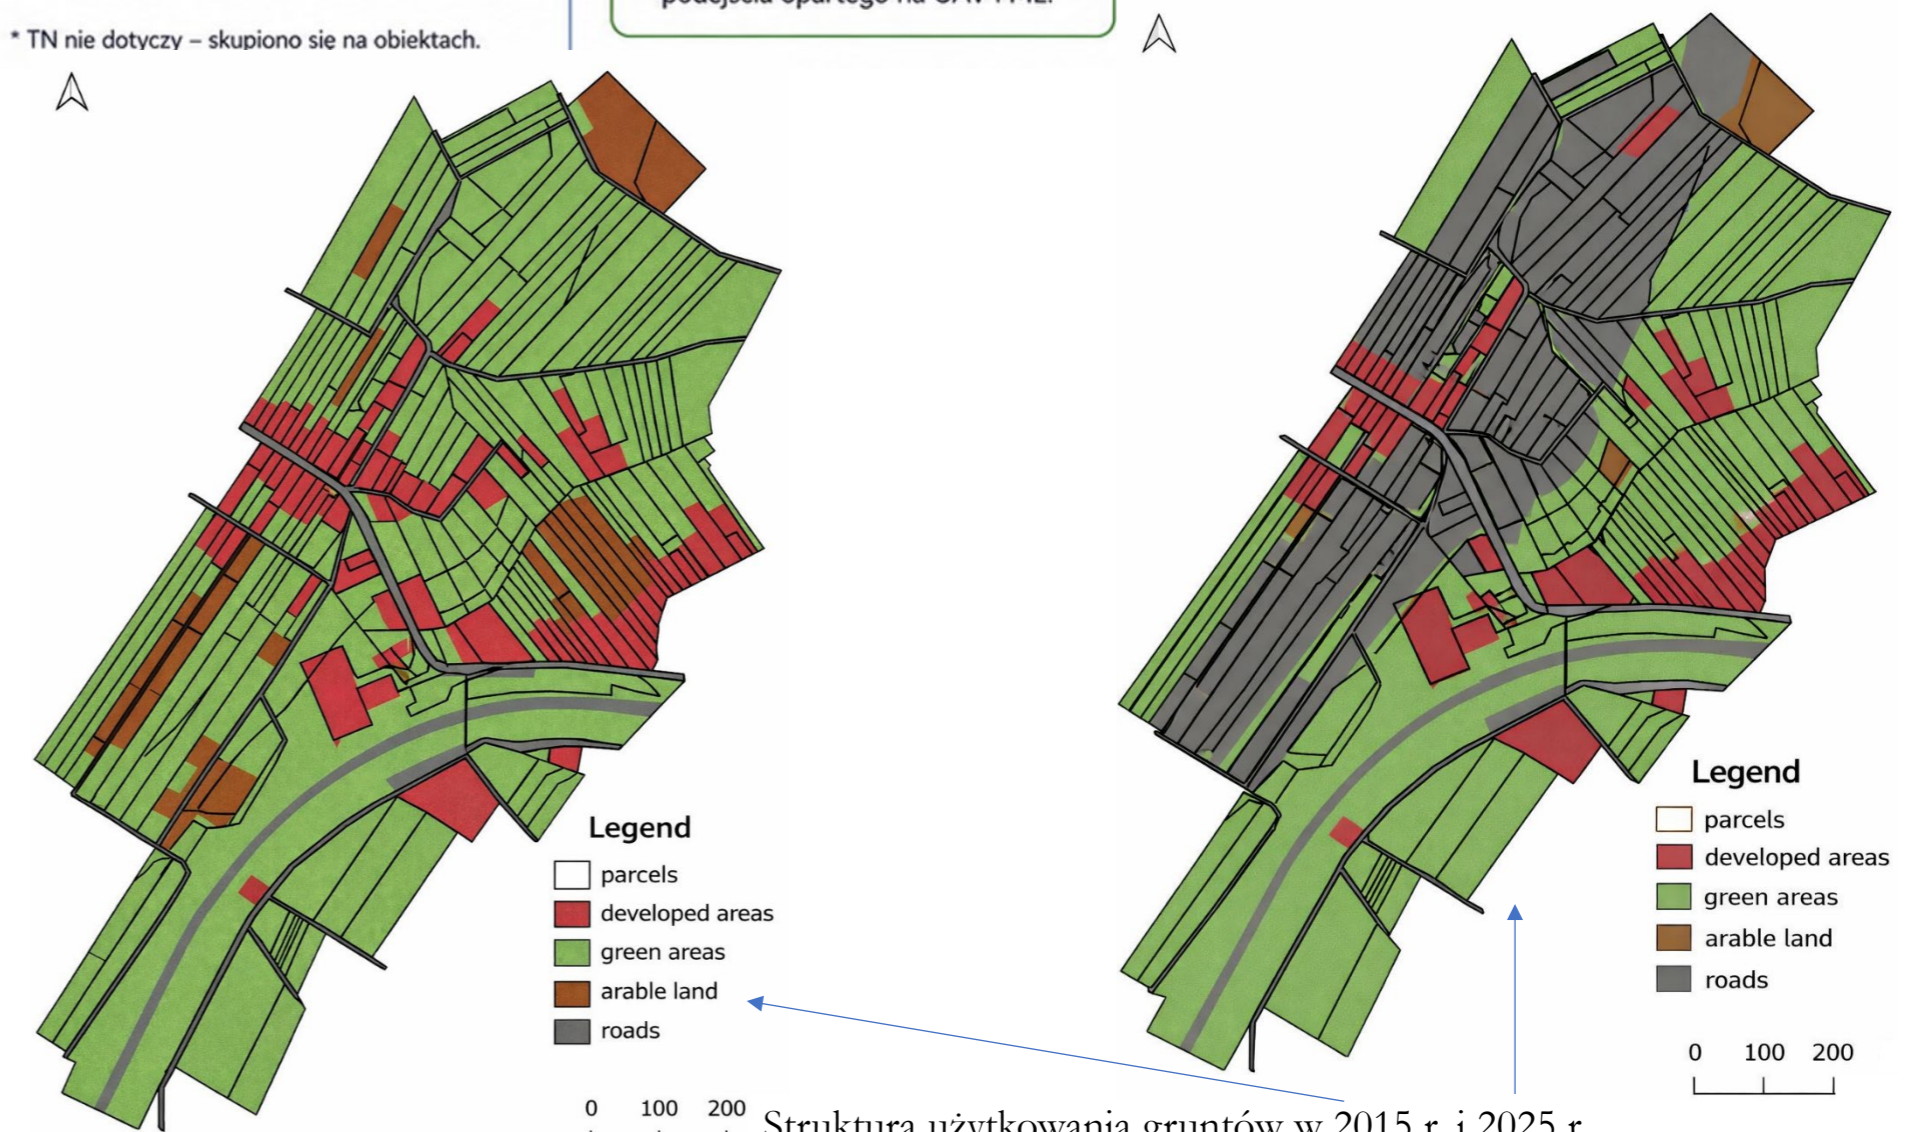 * TN nie dotyczy – skupiono się na obiektach.
Legend
parcels
developed areas
green areas
arable land
roads
0 100 200
Legend
parcels
developed areas
green areas
arable land
roads
0 100 200
Struktura użytkowania gruntów w 2015 r. i 2025 r.